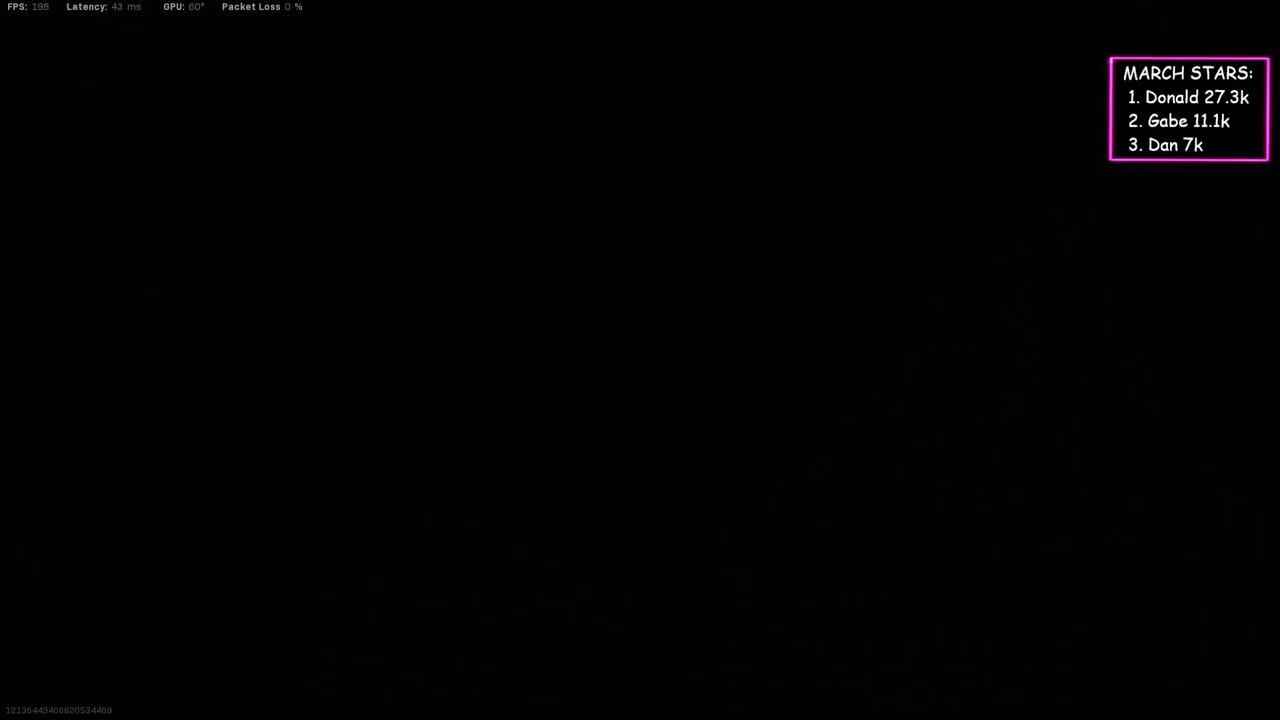 FPS: 198 Latency: 43 ms GPU: 60° Packet Loss 0 %
MARCH STARS:
1. Donald 27.3k
2. Gabe 11.1k
3. Dan 7k